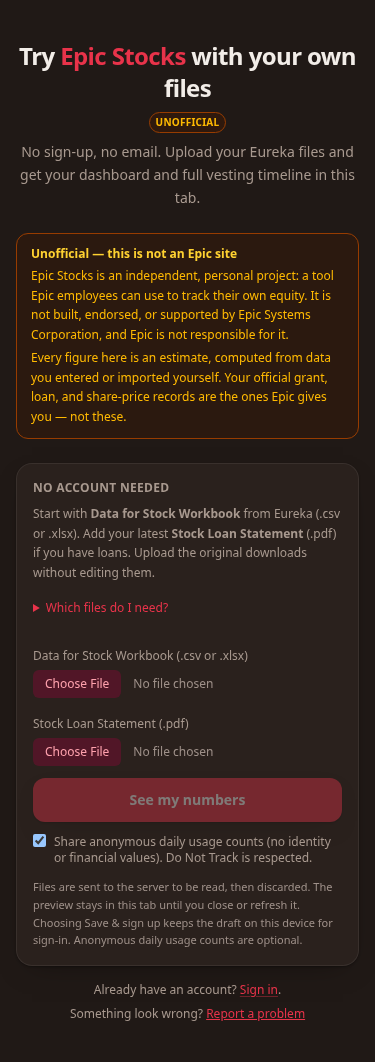 Try Epic Stocks with your own
files
UNOFFICIAL
No sign-up, no email. Upload your Eureka files and
get your dashboard and full vesting timeline in this
tab.
Unofficial — this is not an Epic site
Epic Stocks is an independent, personal project: a tool
Epic employees can use to track their own equity. It is
not built, endorsed, or supported by Epic Systems
Corporation, and Epic is not responsible for it.
Every figure here is an estimate, computed from data
you entered or imported yourself. Your official grant,
loan, and share-price records are the ones Epic gives
you — not these.
NO ACCOUNT NEEDED
Start with Data for Stock Workbook from Eureka (.csv
or .xlsx). Add your latest Stock Loan Statement (.pdf)
if you have loans. Upload the original downloads
without editing them.
Which files do I need?
Data for Stock Workbook (.csv or .xlsx)
Choose File No file chosen
Stock Loan Statement (.pdf)
Choose File No file chosen
See my numbers
Share anonymous daily usage counts (no identity
or financial values). Do Not Track is respected.
Files are sent to the server to be read, then discarded. The
preview stays in this tab until you close or refresh it.
Choosing Save & sign up keeps the draft on this device for
sign-in. Anonymous daily usage counts are optional.
Already have an account? Sign in.
Something look wrong? Report a problem